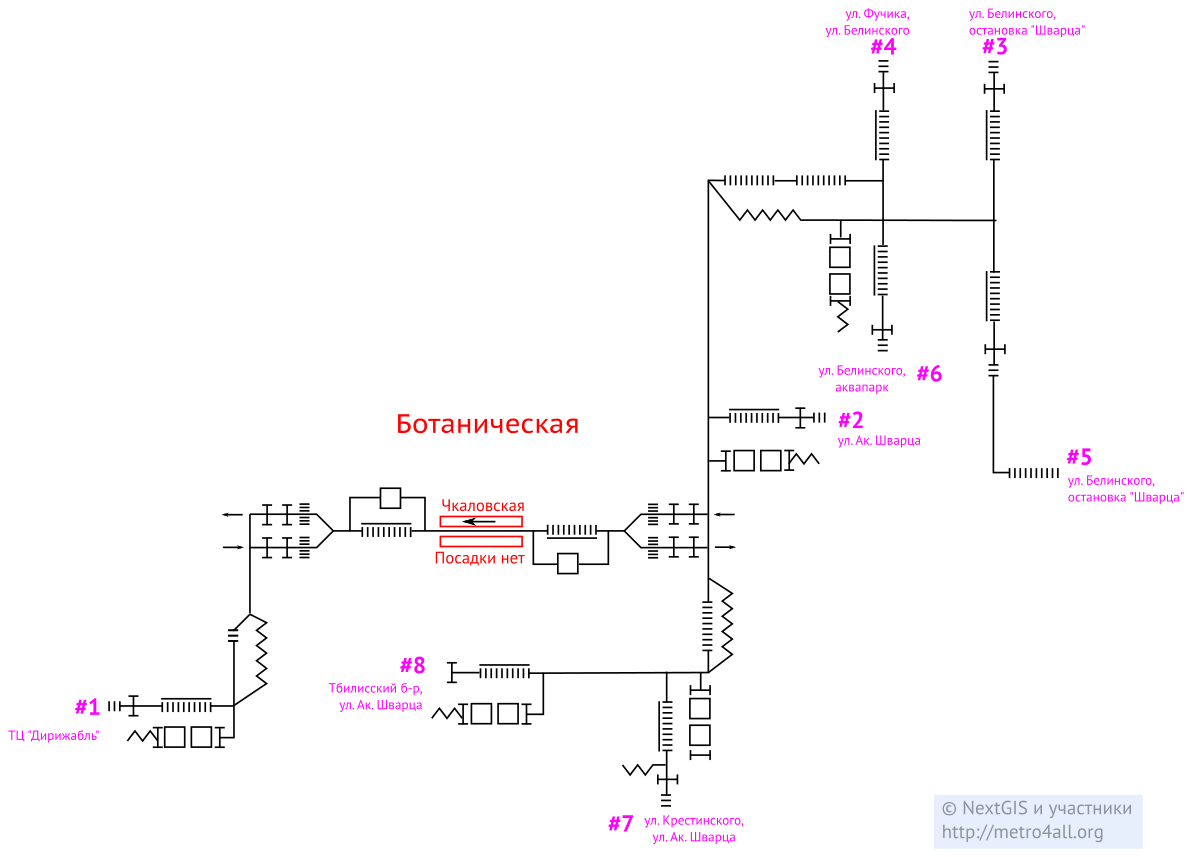 ул. Фучика,
ул. Белинского
#4
ул. Белинского,
остановка "Шварца"
#3
ул. Белинского,
аквапарк
#6
#2
ул. Ак. Шварца
Ботаническая
#5
ул. Белинского,
остановка "Шварца"
Чкаловская
Посадки нет
#8
Тбилисский б-р,
ул. Ак. Шварца
#1
ТЦ "Дирижабль"
#7
ул. Крестинского,
ул. Ак. Шварца
© NextGIS и участники
http://metro4all.org